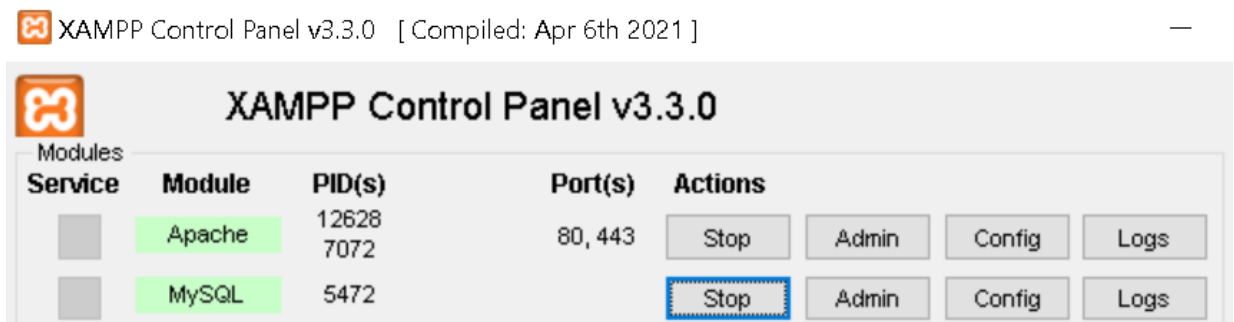 XAMPP Control Panel v3.3.0 [ Compiled: Apr 6th 2021 ]
XAMPP Control Panel v3.3.0
Modules
Service Module PID(s) Port(s) Actions
Apache 12628 7072 80, 443 Stop Admin Config Logs
MySQL 5472 Stop Admin Config Logs